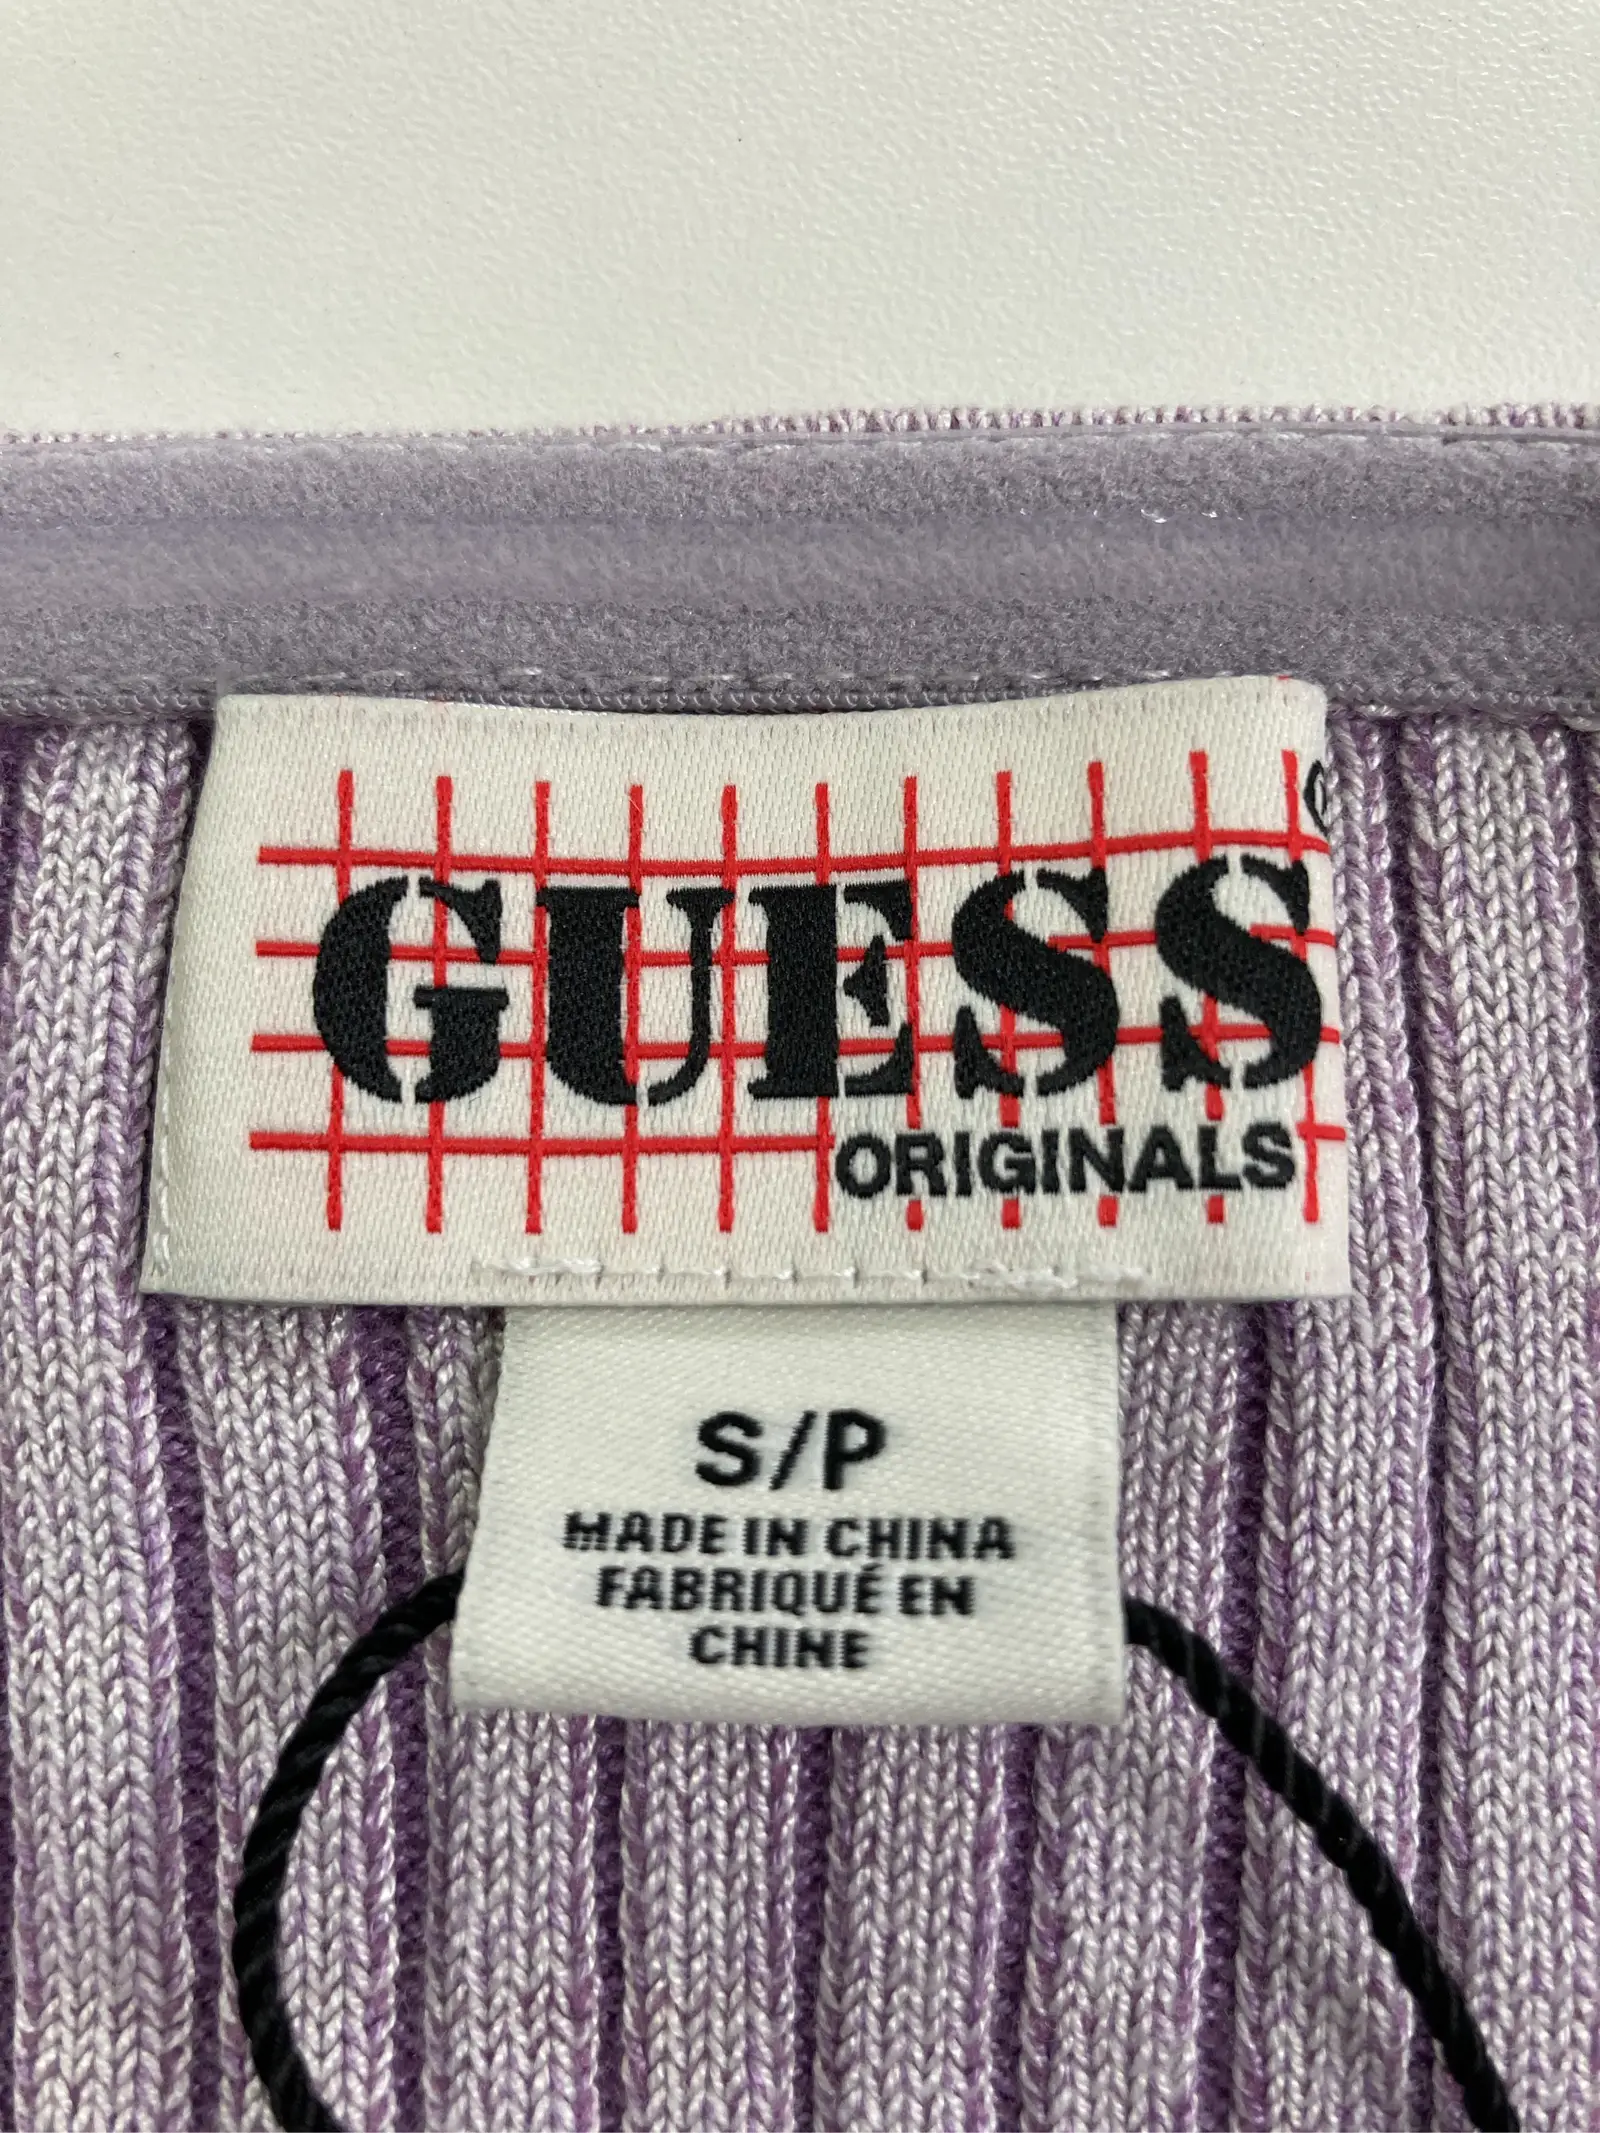 GUESS
ORIGINALS
S/P
MADE IN CHINA
FABRIQUÉ EN
CHINE